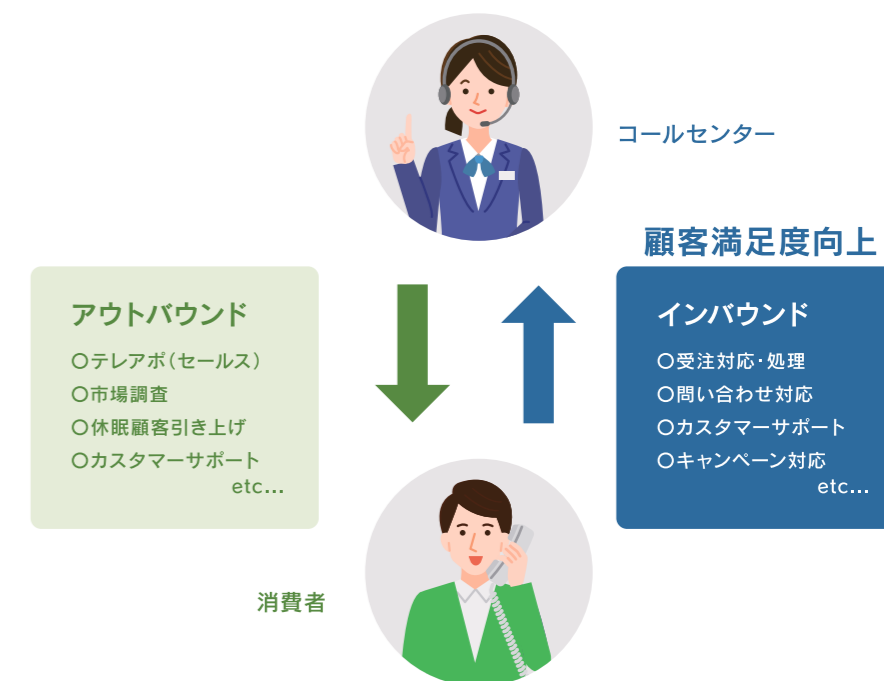 コールセンター
顧客満足度向上
アウトバウンド
〇テレアポ(セールス)
〇市場調査
〇休眠顧客引き上げ
〇カスタマーサポート
etc...
インバウンド
〇受注対応・処理
〇問い合わせ対応
〇カスタマーサポート
〇キャンペーン対応
etc...
消費者